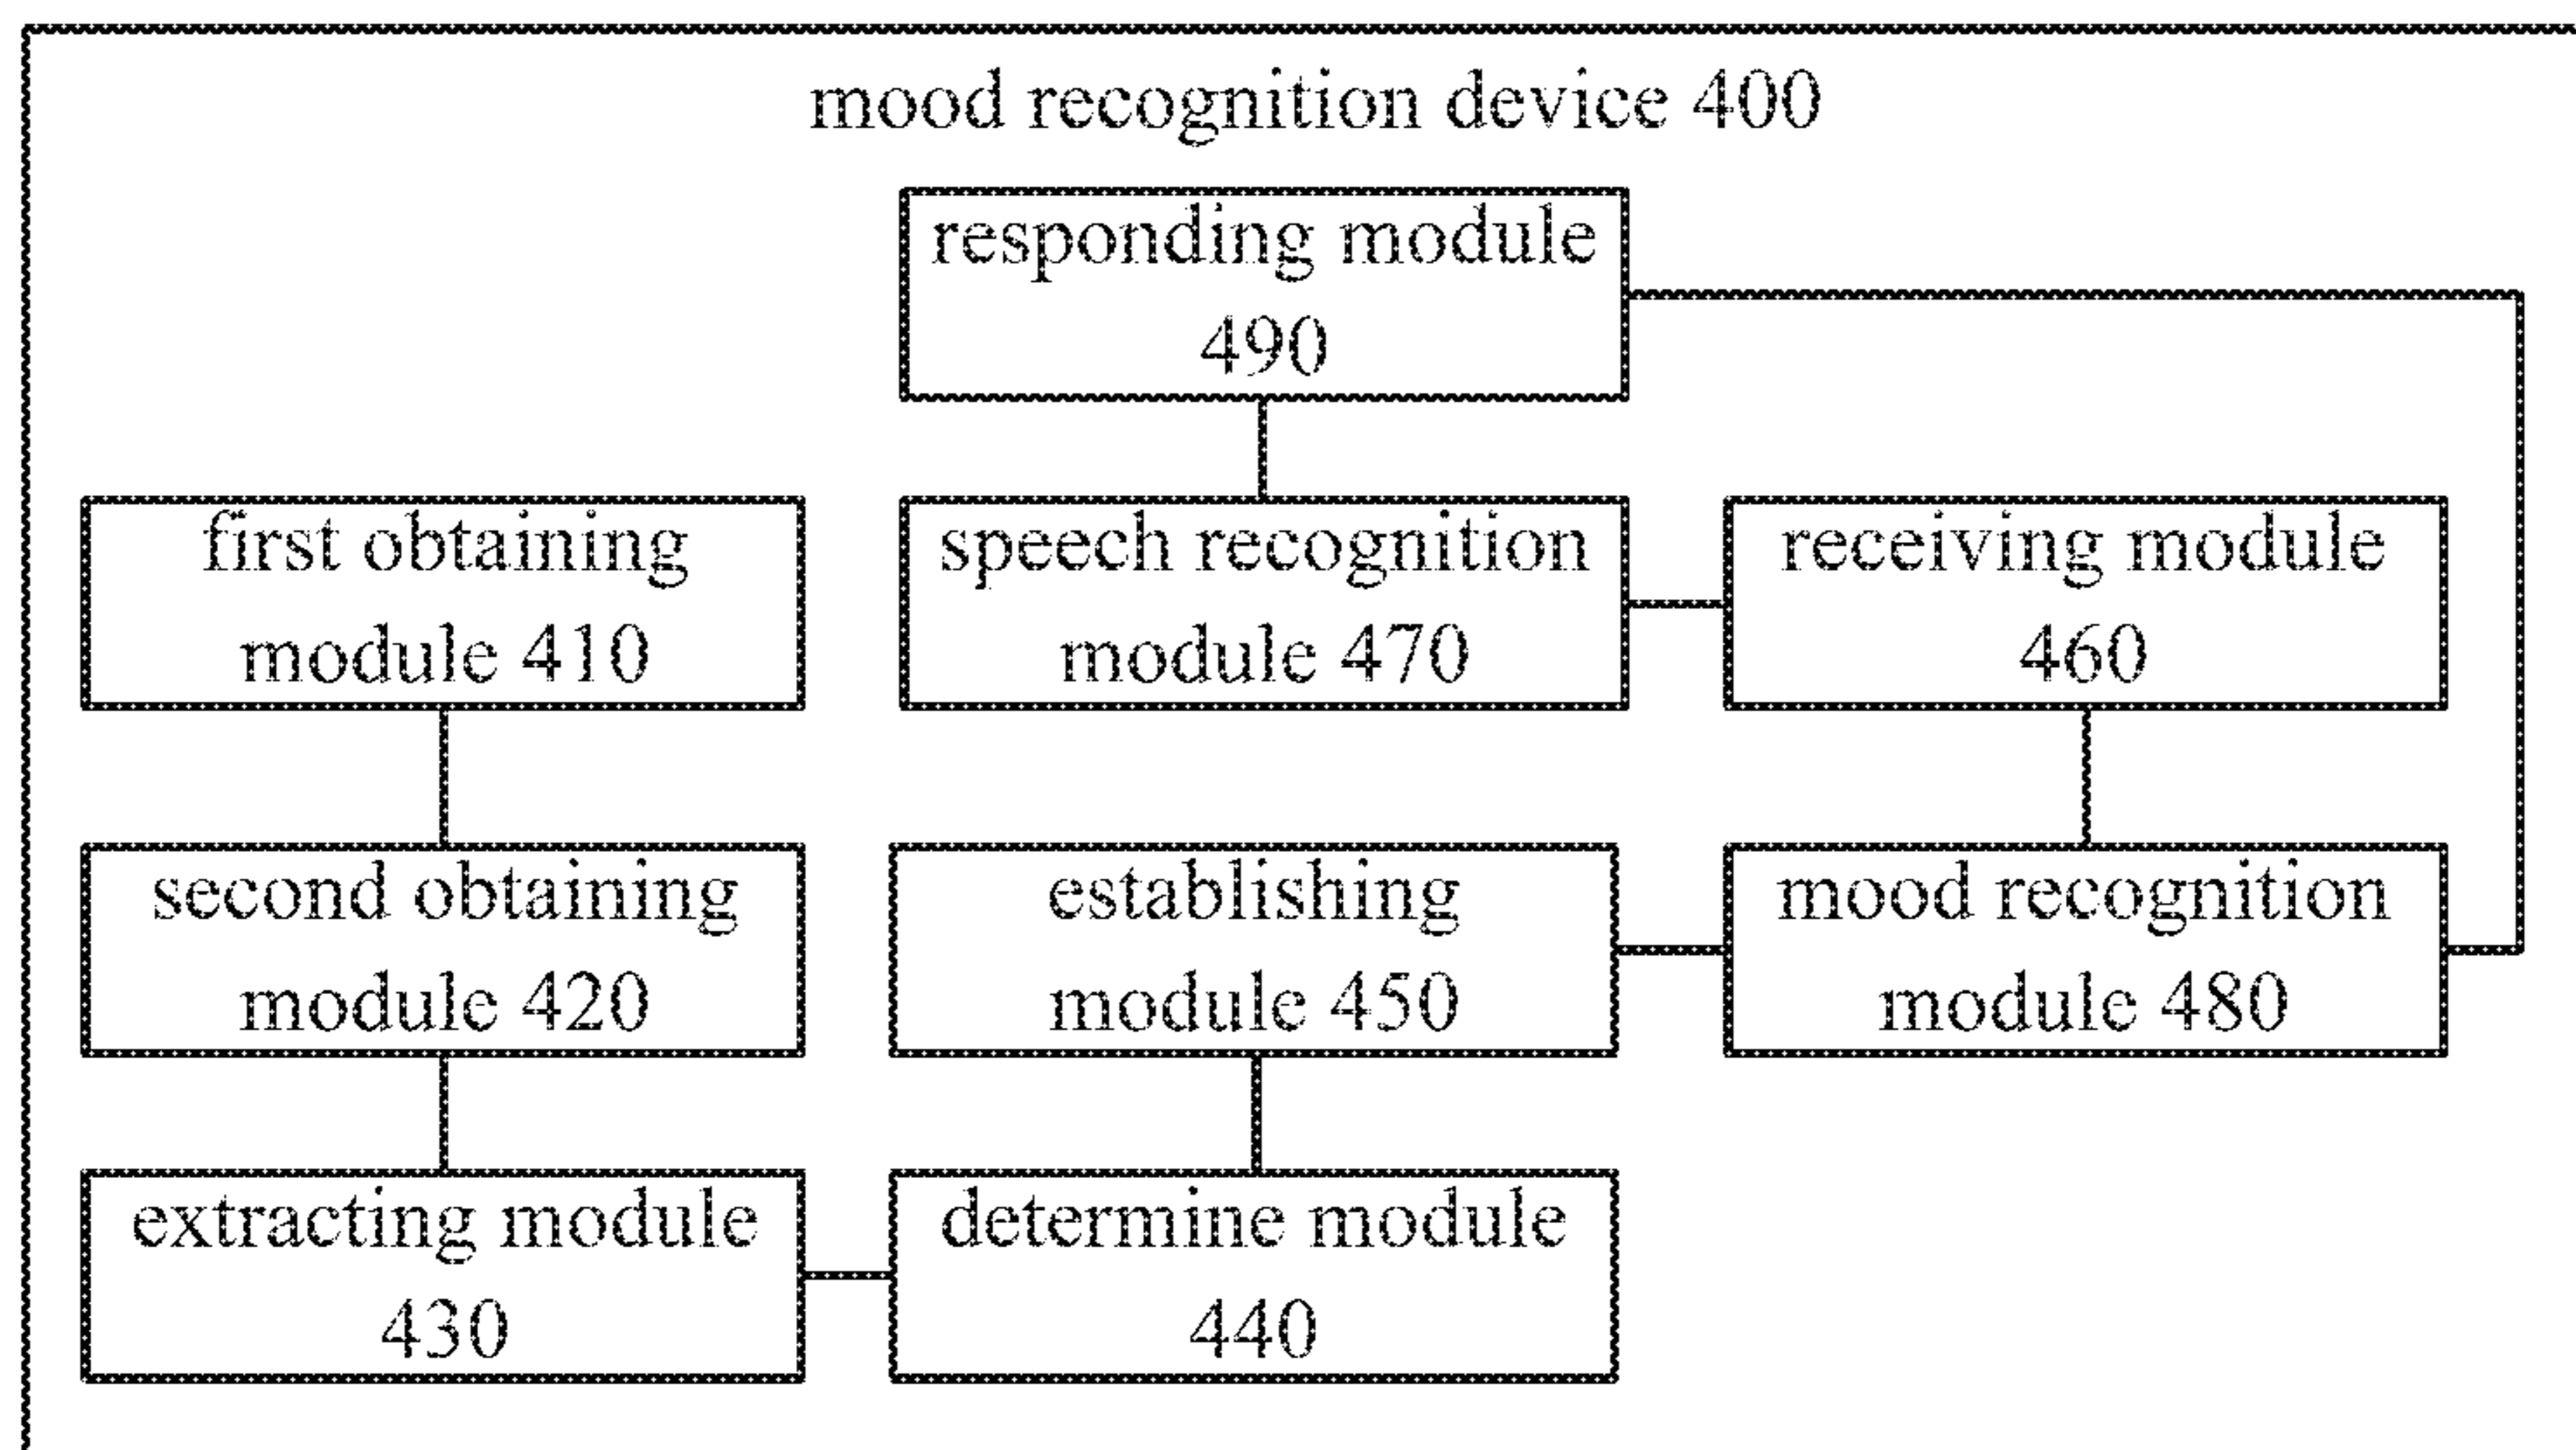 mood recognition device 400
responding module
490
first obtaining
module 410
speech recognition
module 470
receiving module
460
second obtaining
module 420
establishing
module 450
mood recognition
module 480
extracting module
430
determine module
440